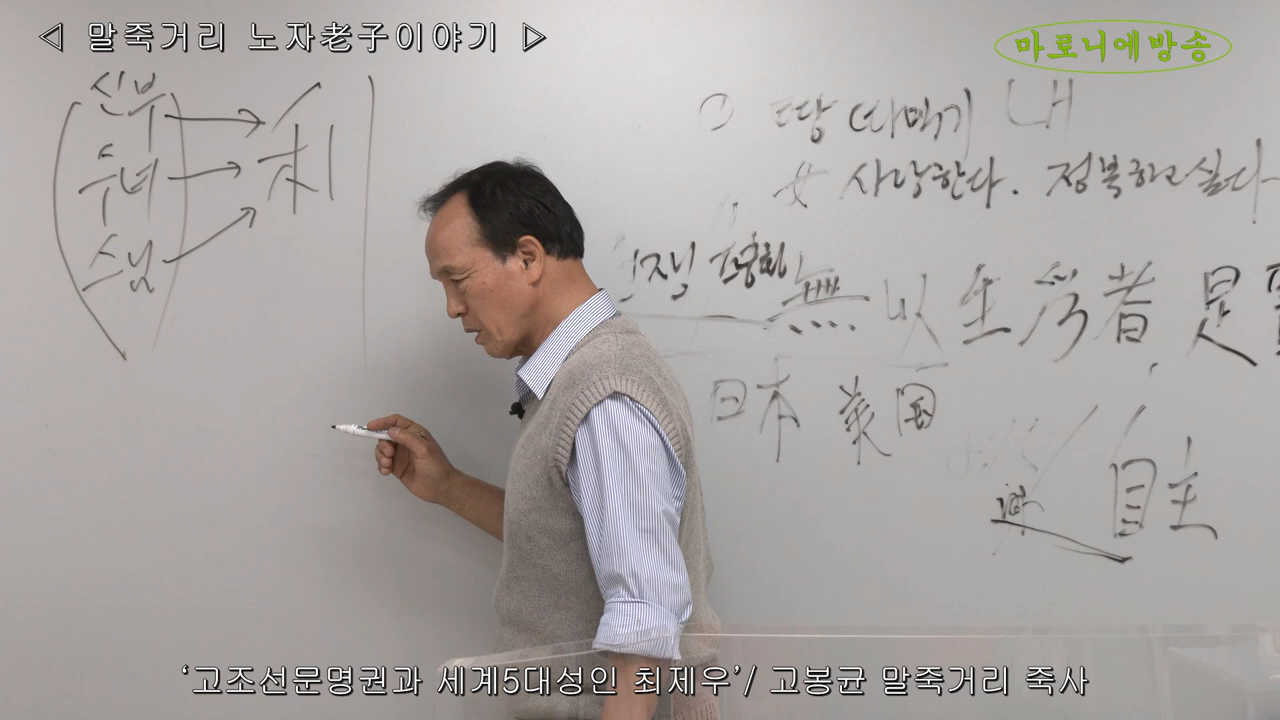 ◁ 말죽거리 노자老子이야기 ▷
마로니에방송
신부
수녀
스님
利
① 땅 따먹기 내
女 사랑한다. 정복하고 싶다
無以生爲者 是
日本 美国
自主
‘고조선문명권과 세계5대성인 최제우’/ 고봉균 말죽거리 죽사